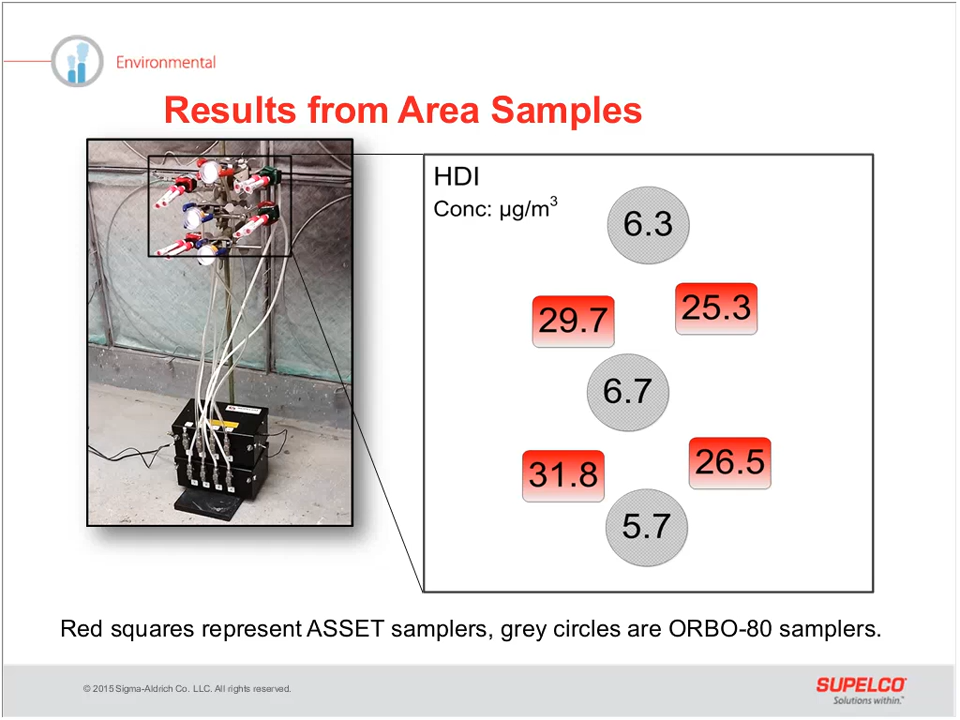 Environmental
Results from Area Samples
HDI
Conc: µg/m³
6.3
29.7
25.3
6.7
31.8
26.5
5.7
Red squares represent ASSET samplers, grey circles are ORBO-80 samplers.
© 2015 Sigma-Aldrich Co. LLC. All rights reserved.
SUPELCO
Solutions within.™